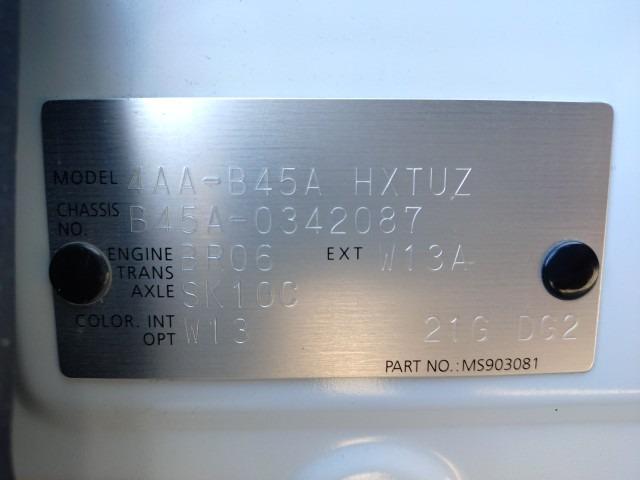 MODEL 4AA-B45A HXTUZ
CHASSIS NO. B45A-0342087
ENGINE BR06 EXT W13A
TRANS AXLE SK10C
COLOR. INT OPT W13 21G DG2
PART NO.:MS903081